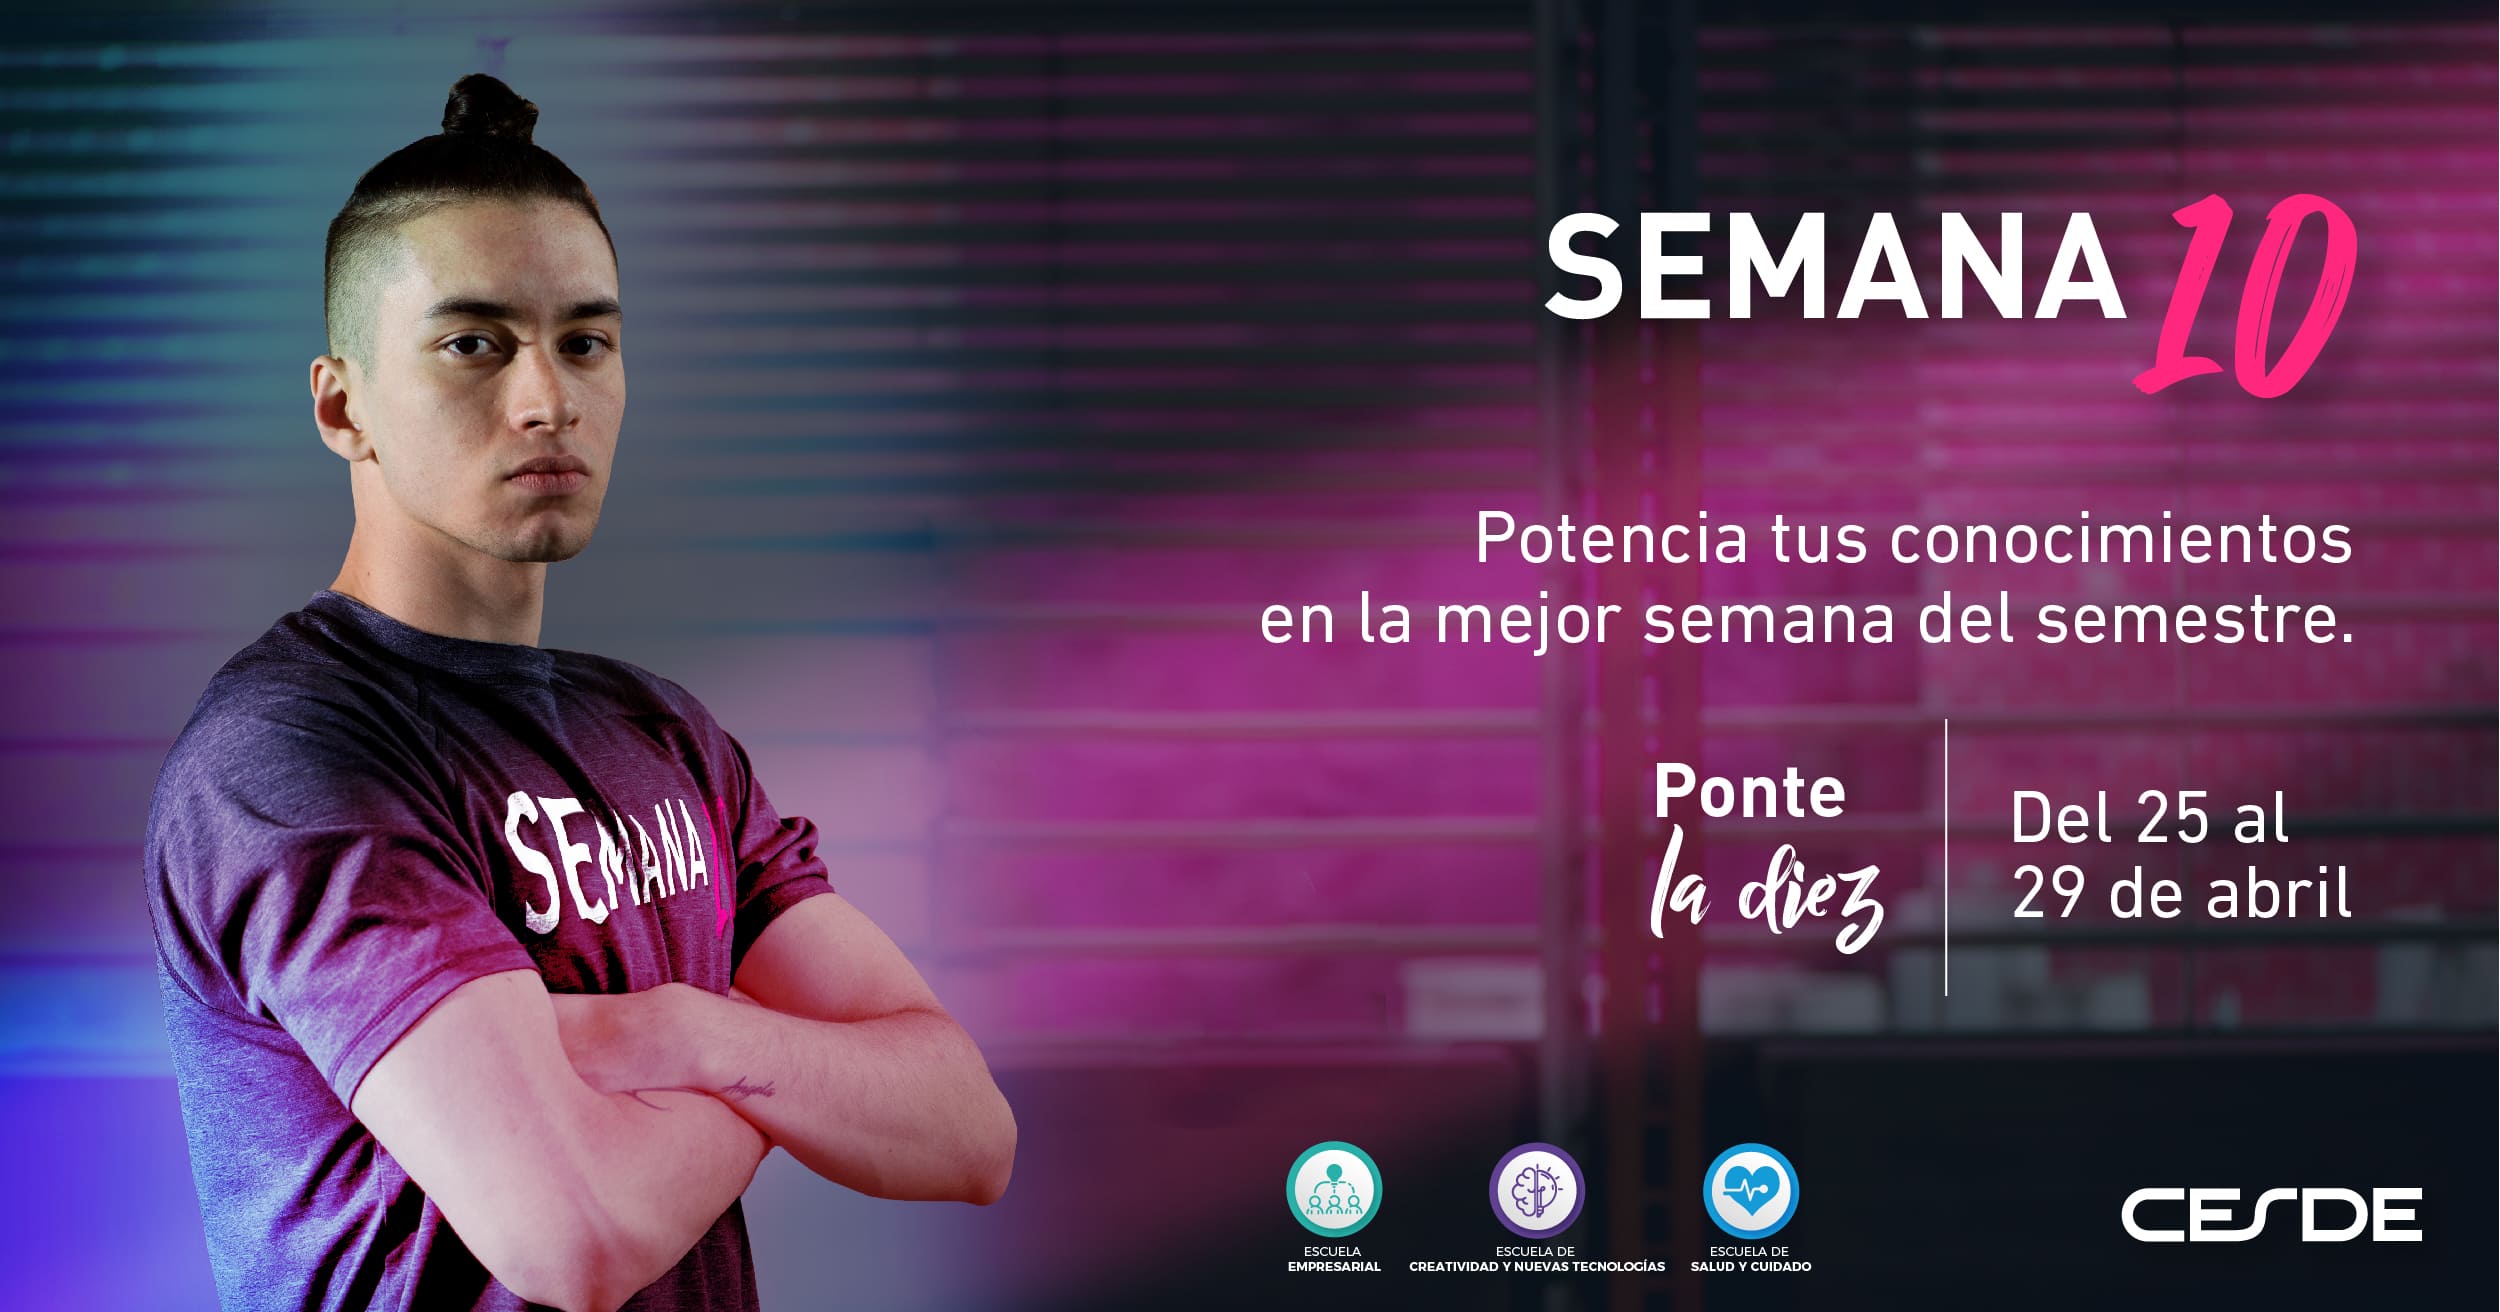 SEMANA 10
Potencia tus conocimientos
en la mejor semana del semestre.
Ponte
la diez
Del 25 al
29 de abril
SEMANA
Angela
ESCUELA
EMPRESARIAL
ESCUELA DE
CREATIVIDAD Y NUEVAS TECNOLOGÍAS
ESCUELA DE
SALUD Y CUIDADO
CESDE